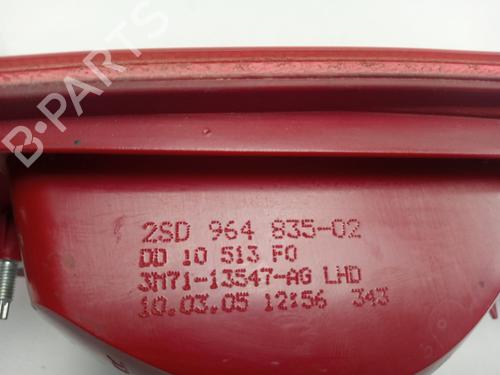 B-PARTS
2SD 964 835-02
DD 10 513 F0
3M71-13547-AG LHD
10.03.05 12:56 343